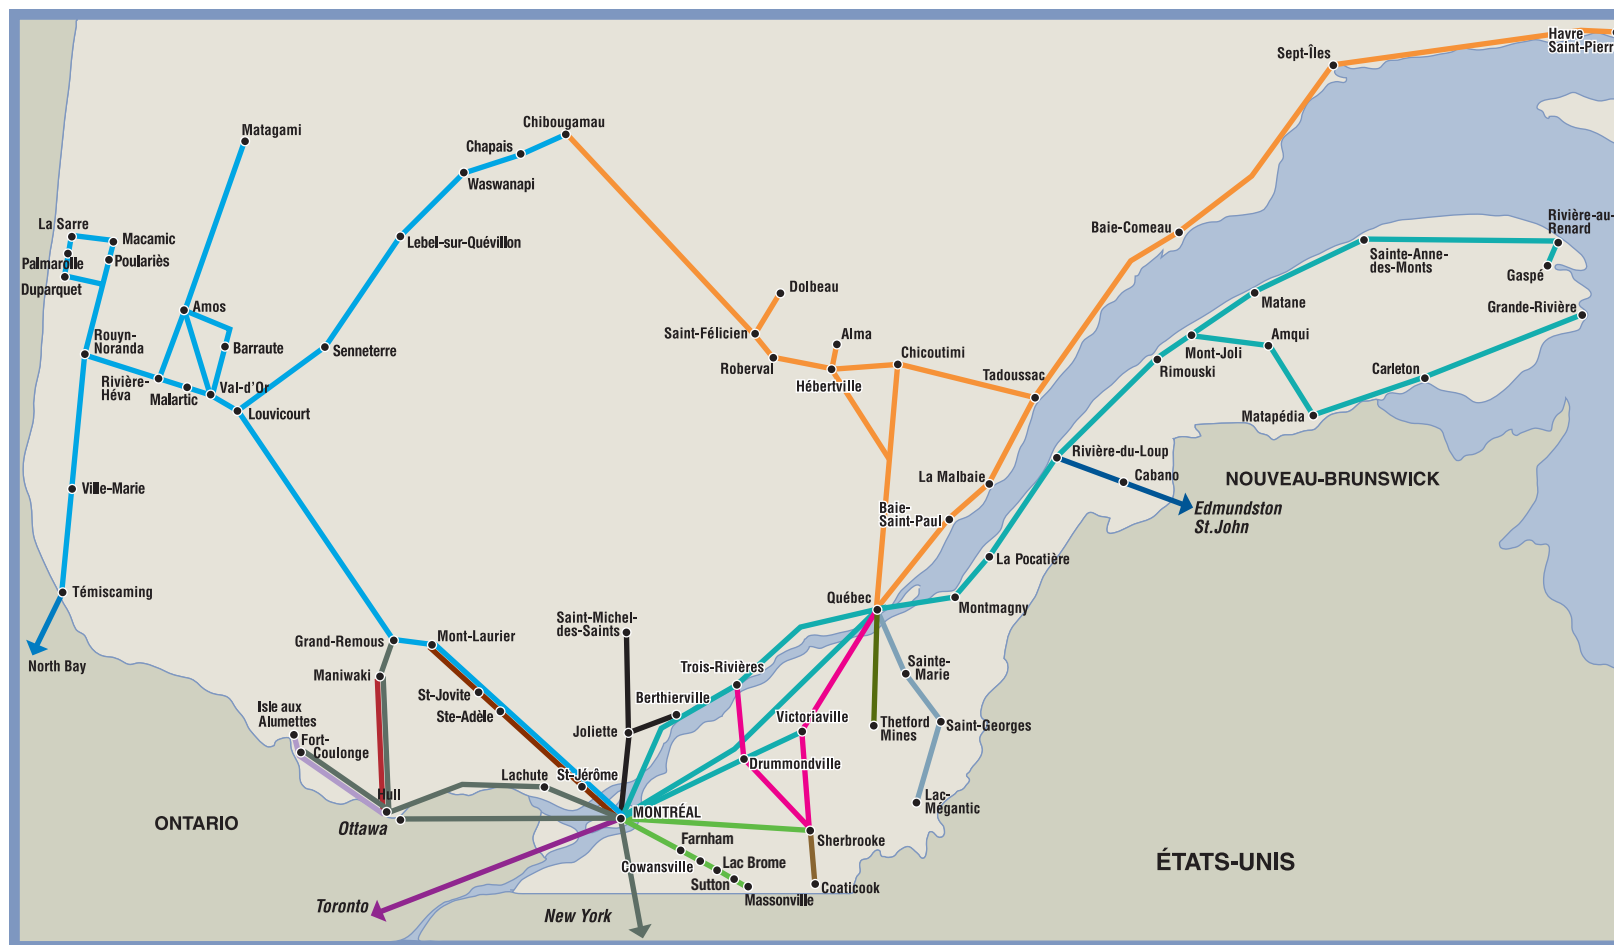 Havre
Saint-Pierr
Sept-Îles
Chibougamau
Matagami
Chapais
Waswanapi
La Sarre
Macamic
Palmarolle
Poulariès
Duparquet
Lebel-sur-Quévillon
Baie-Comeau
Rivière-au-
Renard
Sainte-Anne-
des-Monts
Gaspé
Dolbeau
Matane
Grande-Rivière
Amos
Saint-Félicien
Alma
Amqui
Rouyn-
Noranda
Barraute
Senneterre
Chicoutimi
Mont-Joli
Roberval
Rimouski
Carleton
Rivière-
Héva
Val-d'Or
Hébertville
Tadoussac
Malartic
Louvicourt
Matapédia
Rivière-du-Loup
Ville-Marie
La Malbaie
Cabano
NOUVEAU-BRUNSWICK
Baie-
Saint-Paul
Edmundston
St.John
La Pocatière
Témiscaming
Québec
Montmagny
Saint-Michel-
des-Saints
Grand-Remous
Mont-Laurier
North Bay
Maniwaki
Trois-Rivières
Sainte-
Marie
St-Jovite
Berthierville
Isle aux
Alumettes
Ste-Adèle
Victoriaville
Thetford
Mines
Saint-Georges
Fort-
Coulonge
Joliette
Drummondville
Lachute
St-Jérôme
Hull
Lac-
Mégantic
MONTRÉAL
ONTARIO
Ottawa
Farnham
Sherbrooke
Cowansville
Lac Brome
ÉTATS-UNIS
Sutton
Coaticook
Massonville
Toronto
New York